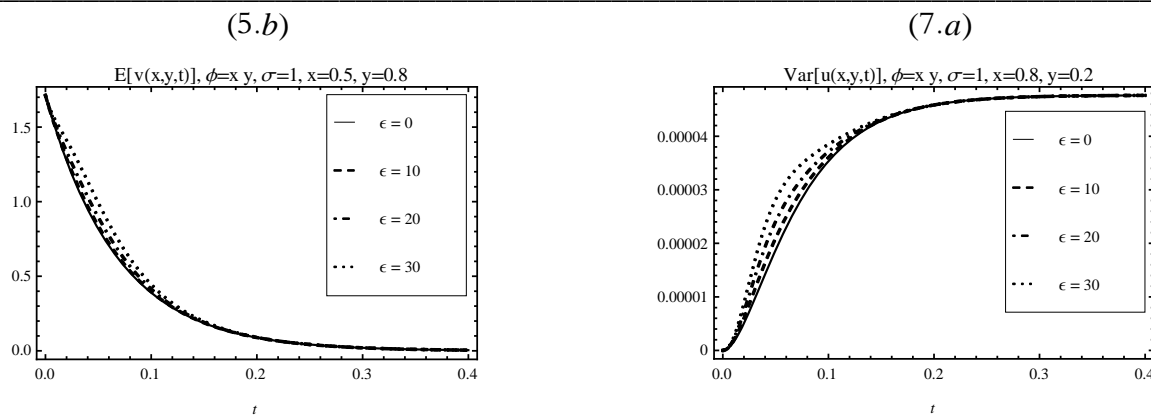 (5.b)
E[v(x,y,t)], ϕ=x y, σ=1, x=0.5, y=0.8
1.5
1.0
0.5
0.0
ϵ = 0
ϵ = 10
ϵ = 20
ϵ = 30
0.0 0.1 0.2 0.3 0.4
t
(7.a)
Var[u(x,y,t)], ϕ=x y, σ=1, x=0.8, y=0.2
0.00004
0.00003
0.00002
0.00001
0
ϵ = 0
ϵ = 10
ϵ = 20
ϵ = 30
0.0 0.1 0.2 0.3 0.4
t